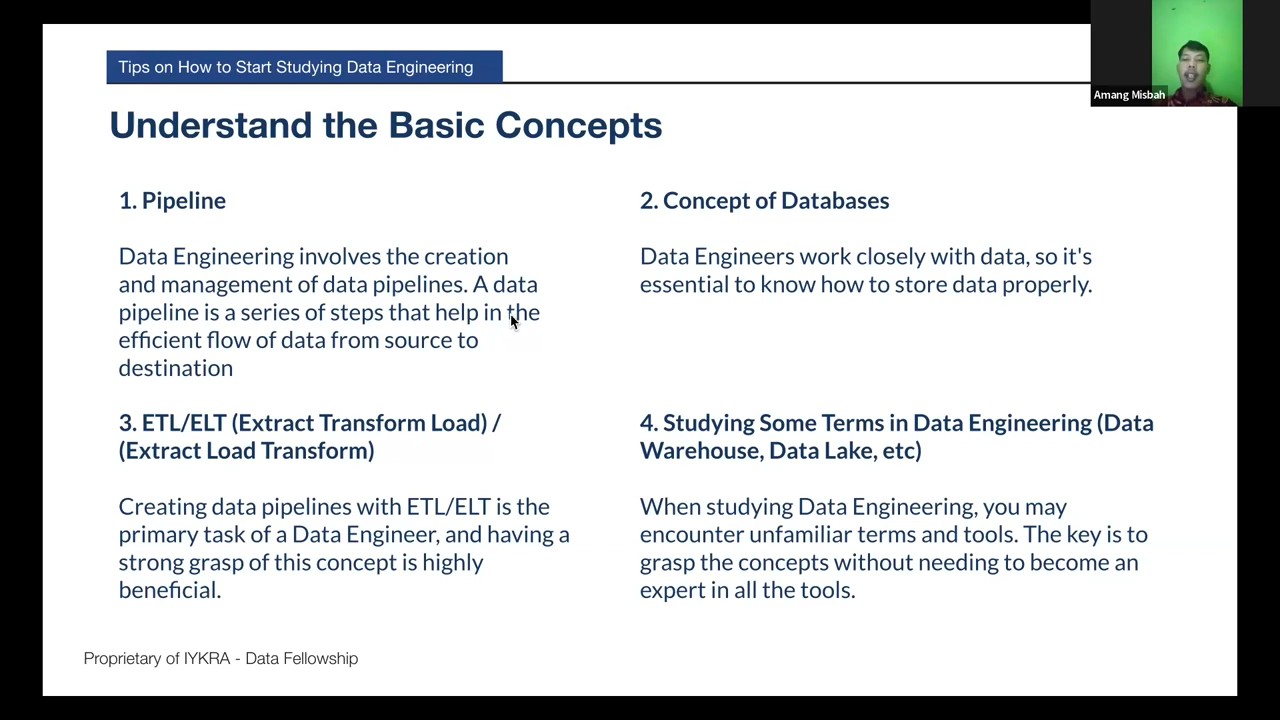 Tips on How to Start Studying Data Engineering
Amang Misbah
Understand the Basic Concepts
1. Pipeline
Data Engineering involves the creation
and management of data pipelines. A data
pipeline is a series of steps that help in the
efficient flow of data from source to
destination
2. Concept of Databases
Data Engineers work closely with data, so it's
essential to know how to store data properly.
3. ETL/ELT (Extract Transform Load) /
(Extract Load Transform)
Creating data pipelines with ETL/ELT is the
primary task of a Data Engineer, and having a
strong grasp of this concept is highly
beneficial.
4. Studying Some Terms in Data Engineering (Data
Warehouse, Data Lake, etc)
When studying Data Engineering, you may
encounter unfamiliar terms and tools. The key is to
grasp the concepts without needing to become an
expert in all the tools.
Proprietary of IYKRA - Data Fellowship